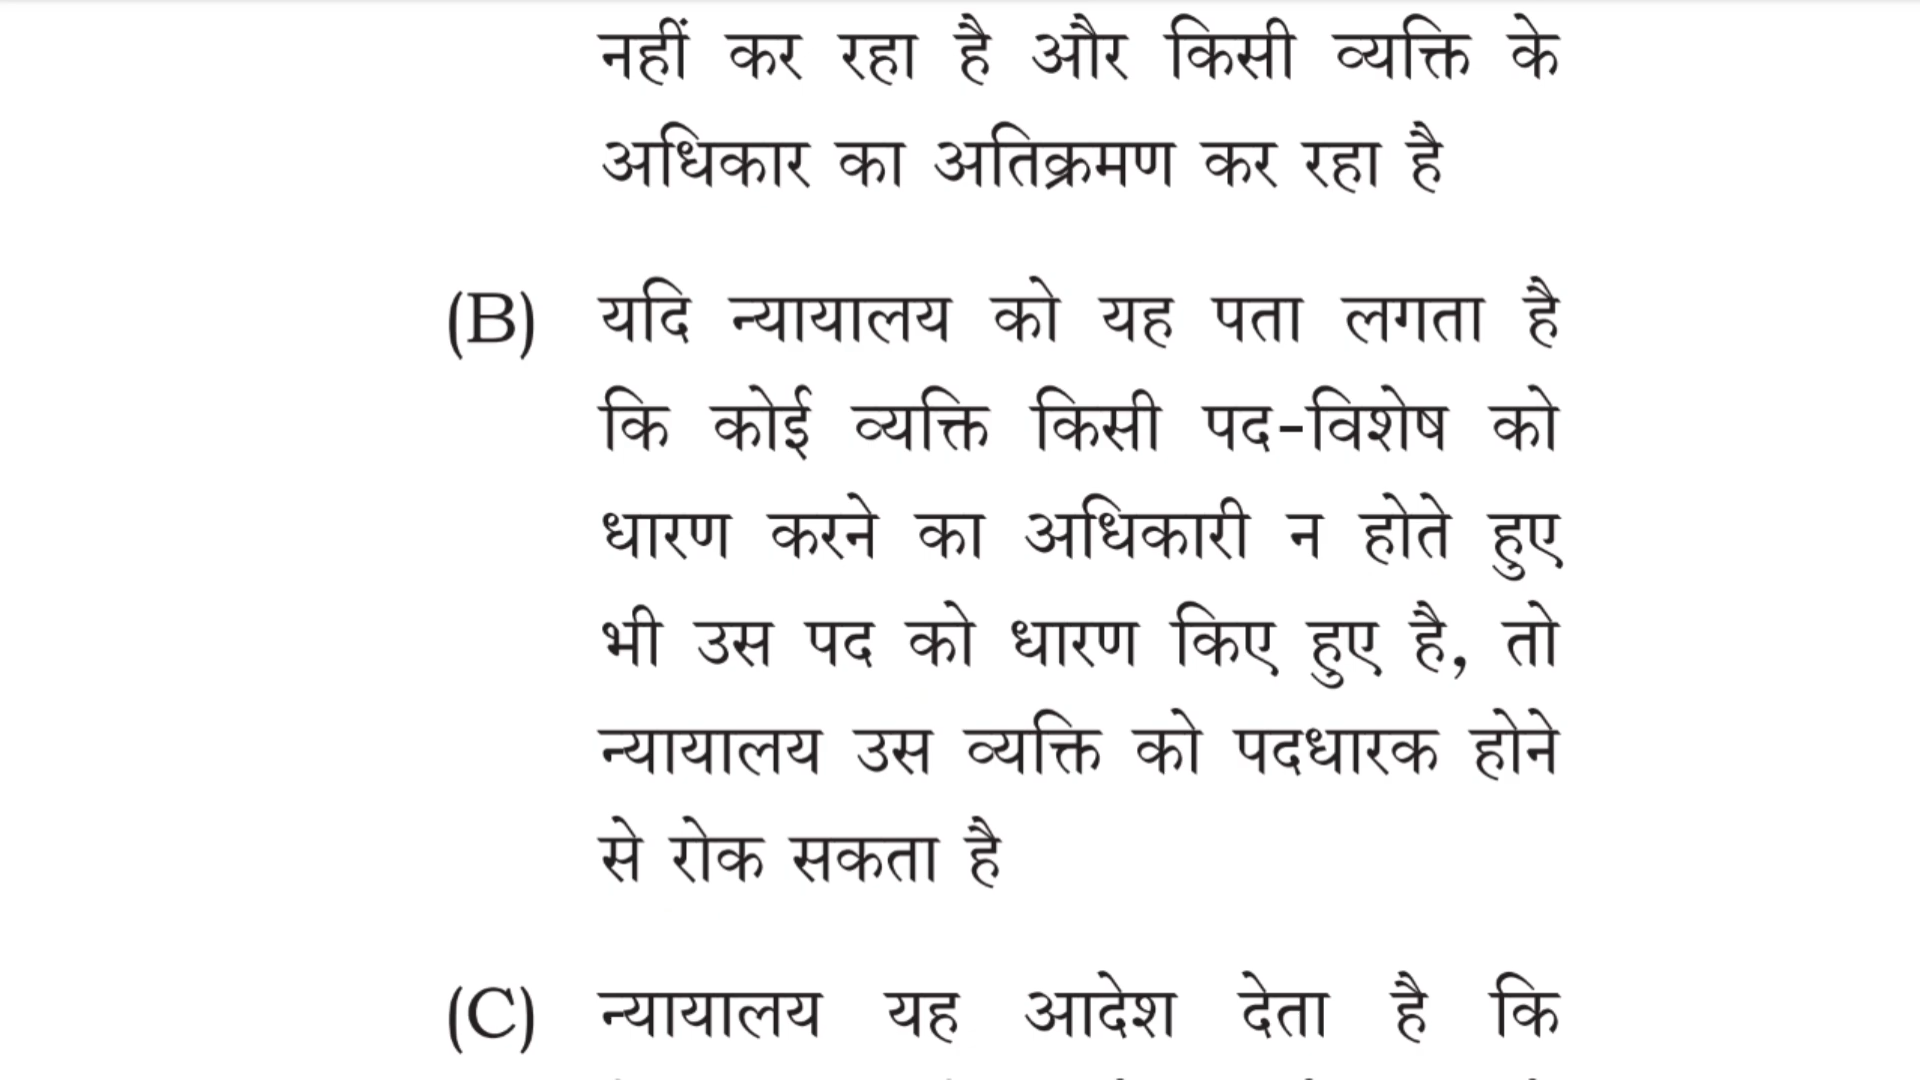 नहीं कर रहा है और किसी व्यक्ति के
अधिकार का अतिक्रमण कर रहा है
(B) यदि न्यायालय को यह पता लगता है
कि कोई व्यक्ति किसी पद-विशेष को
धारण करने का अधिकारी न होते हुए
भी उस पद को धारण किए हुए है, तो
न्यायालय उस व्यक्ति को पदधारक होने
से रोक सकता है
(C) न्यायालय यह आदेश देता है कि